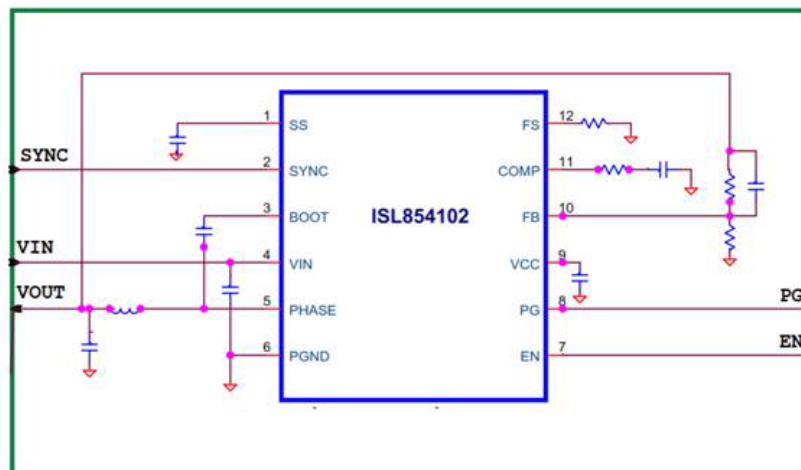 1 SS FS 12
SYNC 2 SYNC COMP 11
3 BOOT ISL854102 FB 10
VIN 4 VIN VCC 9
VOUT 5 PHASE PG 8 PG
6 PGND EN 7 EN